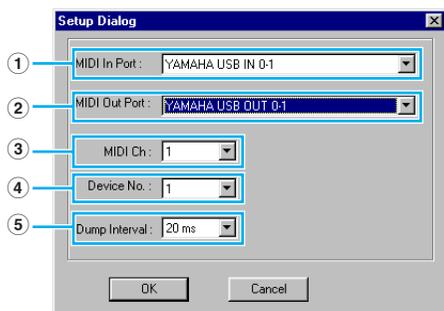 Setup Dialog
① MIDI In Port : YAMAHA USB IN 0-1
② MIDI Out Port : YAMAHA USB OUT 0-1
③ MIDI Ch : 1
④ Device No. : 1
⑤ Dump Interval : 20 ms
OK Cancel